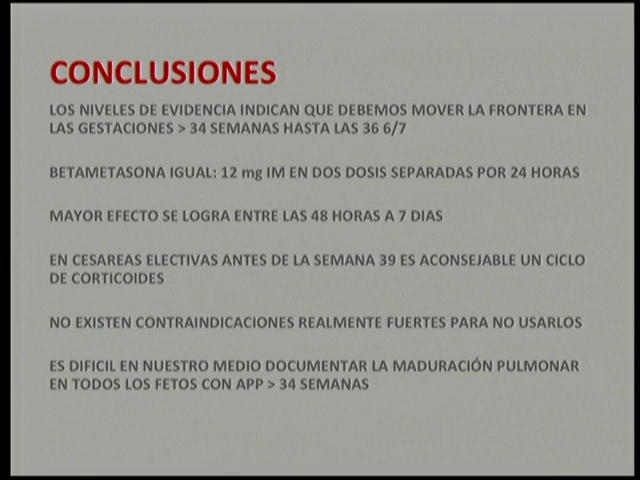 CONCLUSIONES
LOS NIVELES DE EVIDENCIA INDICAN QUE DEBEMOS MOVER LA FRONTERA EN
LAS GESTACIONES > 34 SEMANAS HASTA LAS 36 6/7
BETAMETASONA IGUAL: 12 mg IM EN DOS DOSIS SEPARADAS POR 24 HORAS
MAYOR EFECTO SE LOGRA ENTRE LAS 48 HORAS A 7 DIAS
EN CESAREAS ELECTIVAS ANTES DE LA SEMANA 39 ES ACONSEJABLE UN CICLO
DE CORTICOIDES
NO EXISTEN CONTRAINDICACIONES REALMENTE FUERTES PARA NO USARLOS
ES DIFICIL EN NUESTRO MEDIO DOCUMENTAR LA MADURACIÓN PULMONAR
EN TODOS LOS FETOS CON APP > 34 SEMANAS